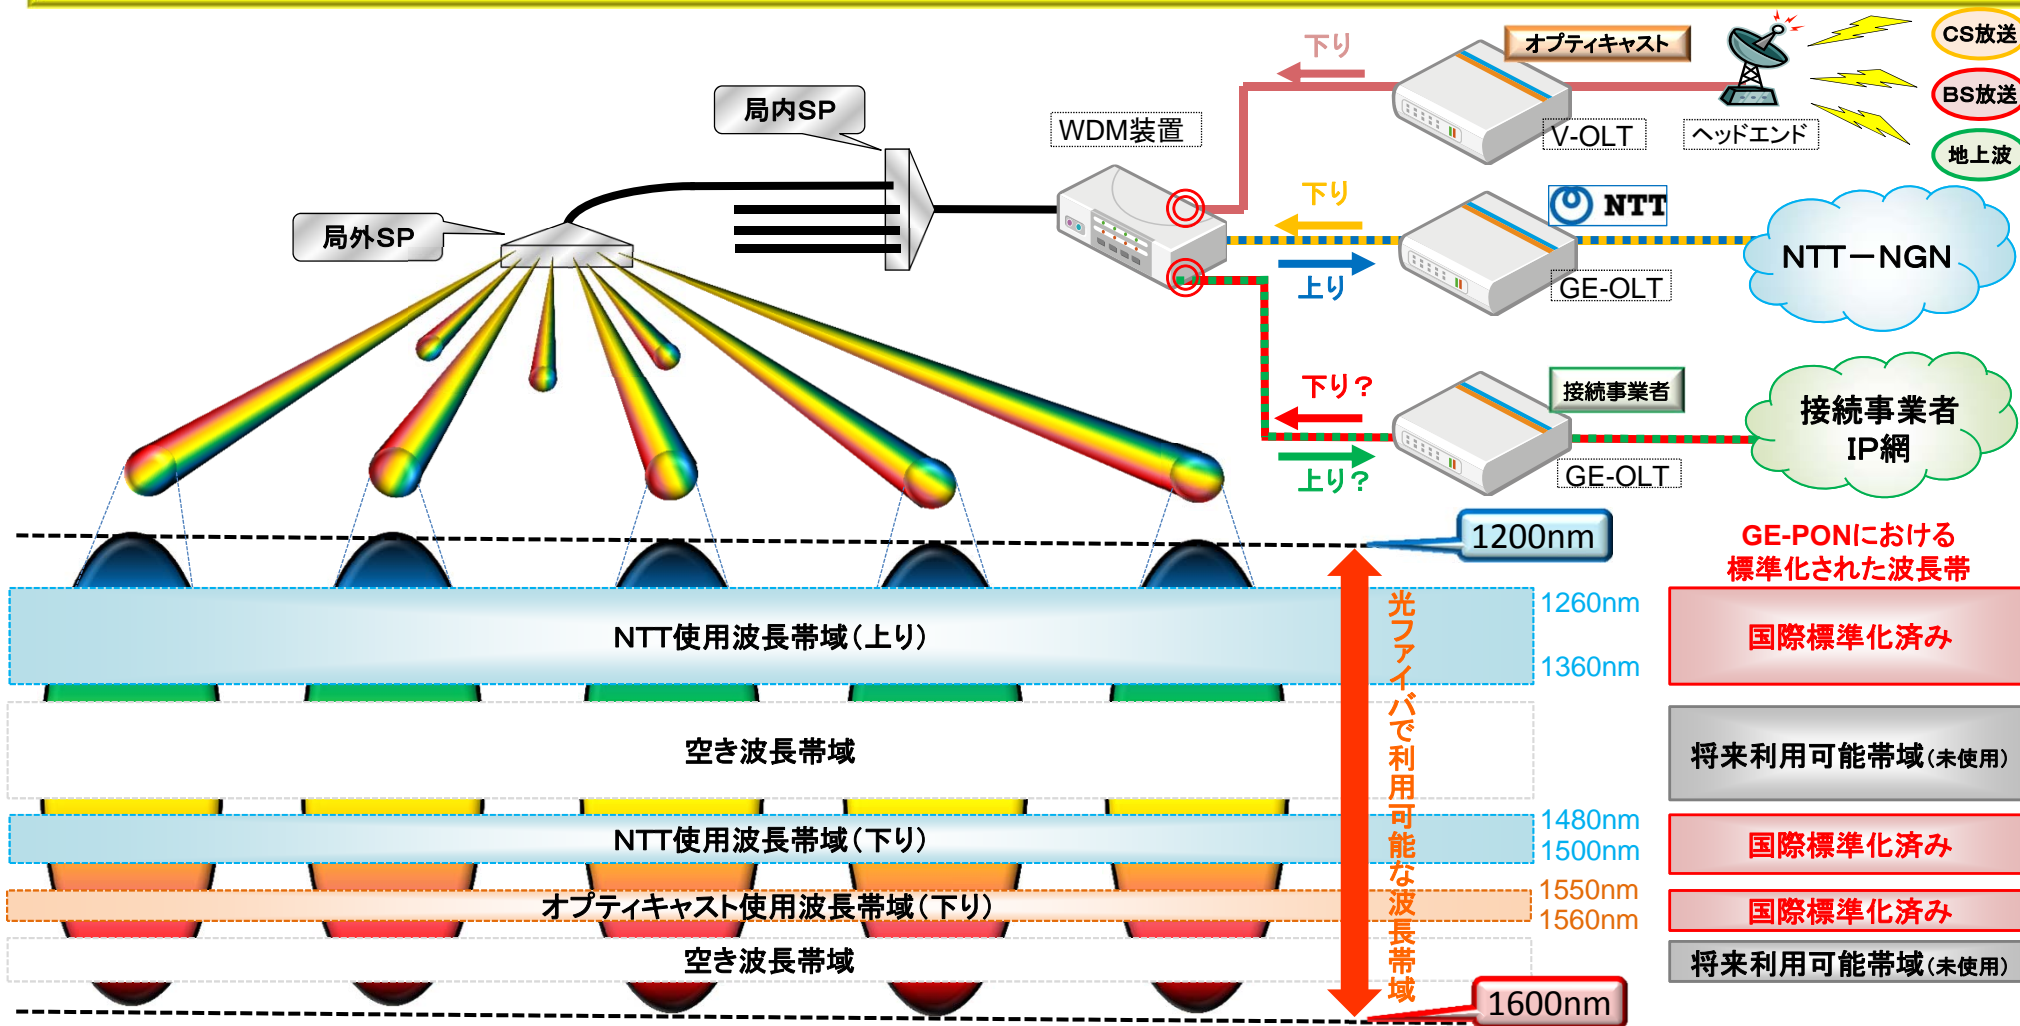 下り
オプティキャスト
CS放送
BS放送
地上波
局内SP
WDM装置
V-OLT
ヘッドエンド
局外SP
下り
上り
NTT
GE-OLT
NTT－NGN
下り？
上り？
接続事業者
GE-OLT
接続事業者
IP網
1200nm
GE-PONにおける
標準化された波長帯
光ファイバで利用可能な波長帯域
NTT使用波長帯域（上り）
1260nm
1360nm
国際標準化済み
空き波長帯域
将来利用可能帯域（未使用）
NTT使用波長帯域（下り）
1480nm
1500nm
国際標準化済み
オプティキャスト使用波長帯域（下り）
1550nm
1560nm
国際標準化済み
空き波長帯域
将来利用可能帯域（未使用）
1600nm